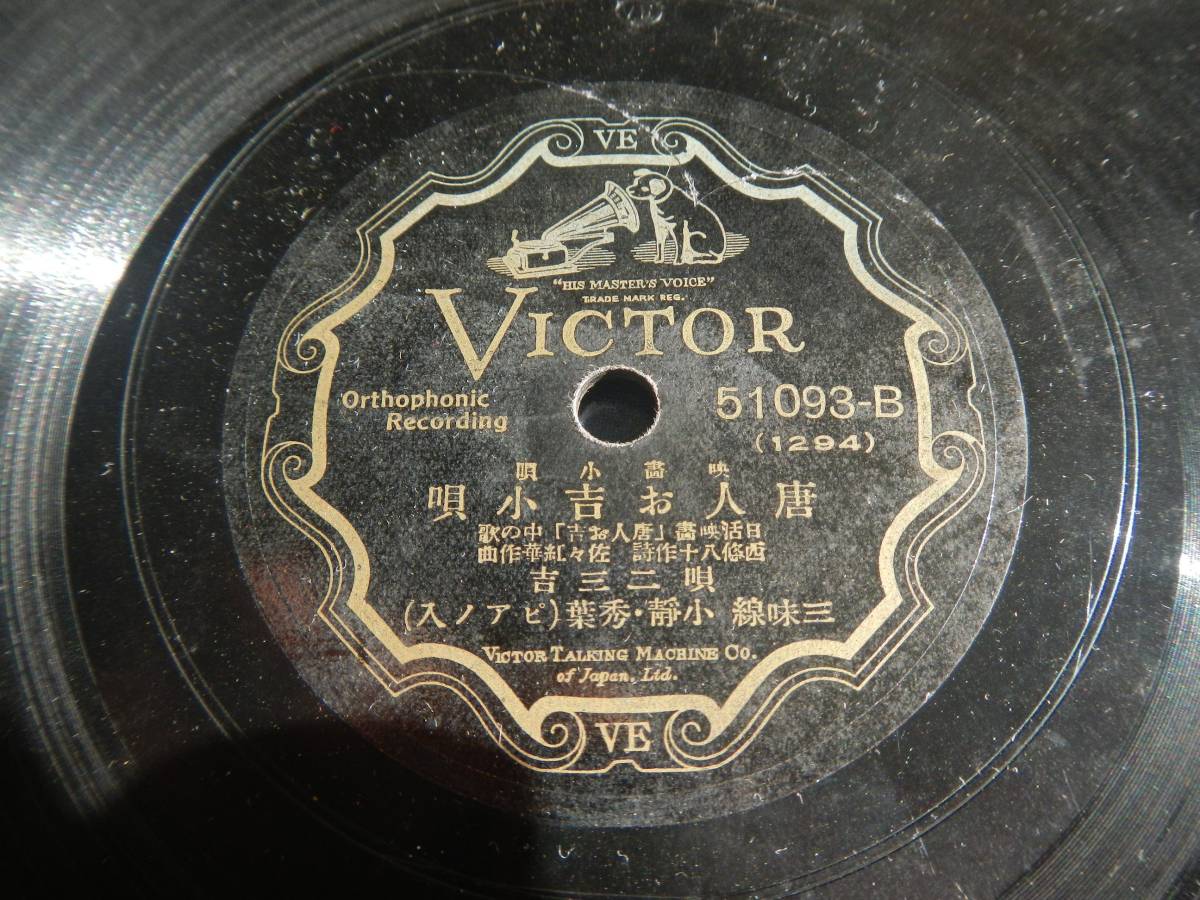 VE
"HIS MASTER'S VOICE"
TRADE MARK REG.
VICTOR
Orthophonic
Recording
51093-B
(1294)
映畫小唄
唐人お吉小唄
日活映畫「唐人お吉」中の歌
西條八十作詩 佐々紅華作曲
唄 二三吉
三味線 小靜・秀葉(ピアノ入)
VICTOR TALKING MACHINE CO.
of Japan, Ltd.
VE